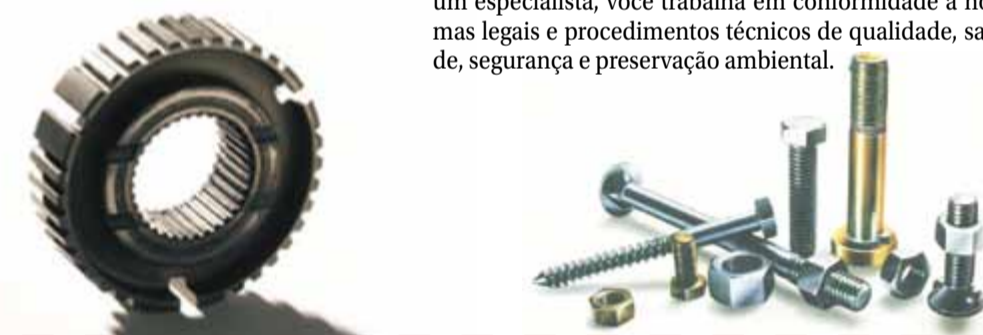 um especialista, você trabalha em conformidade a no
mas legais e procedimentos técnicos de qualidade, sa
de, segurança e preservação ambiental.